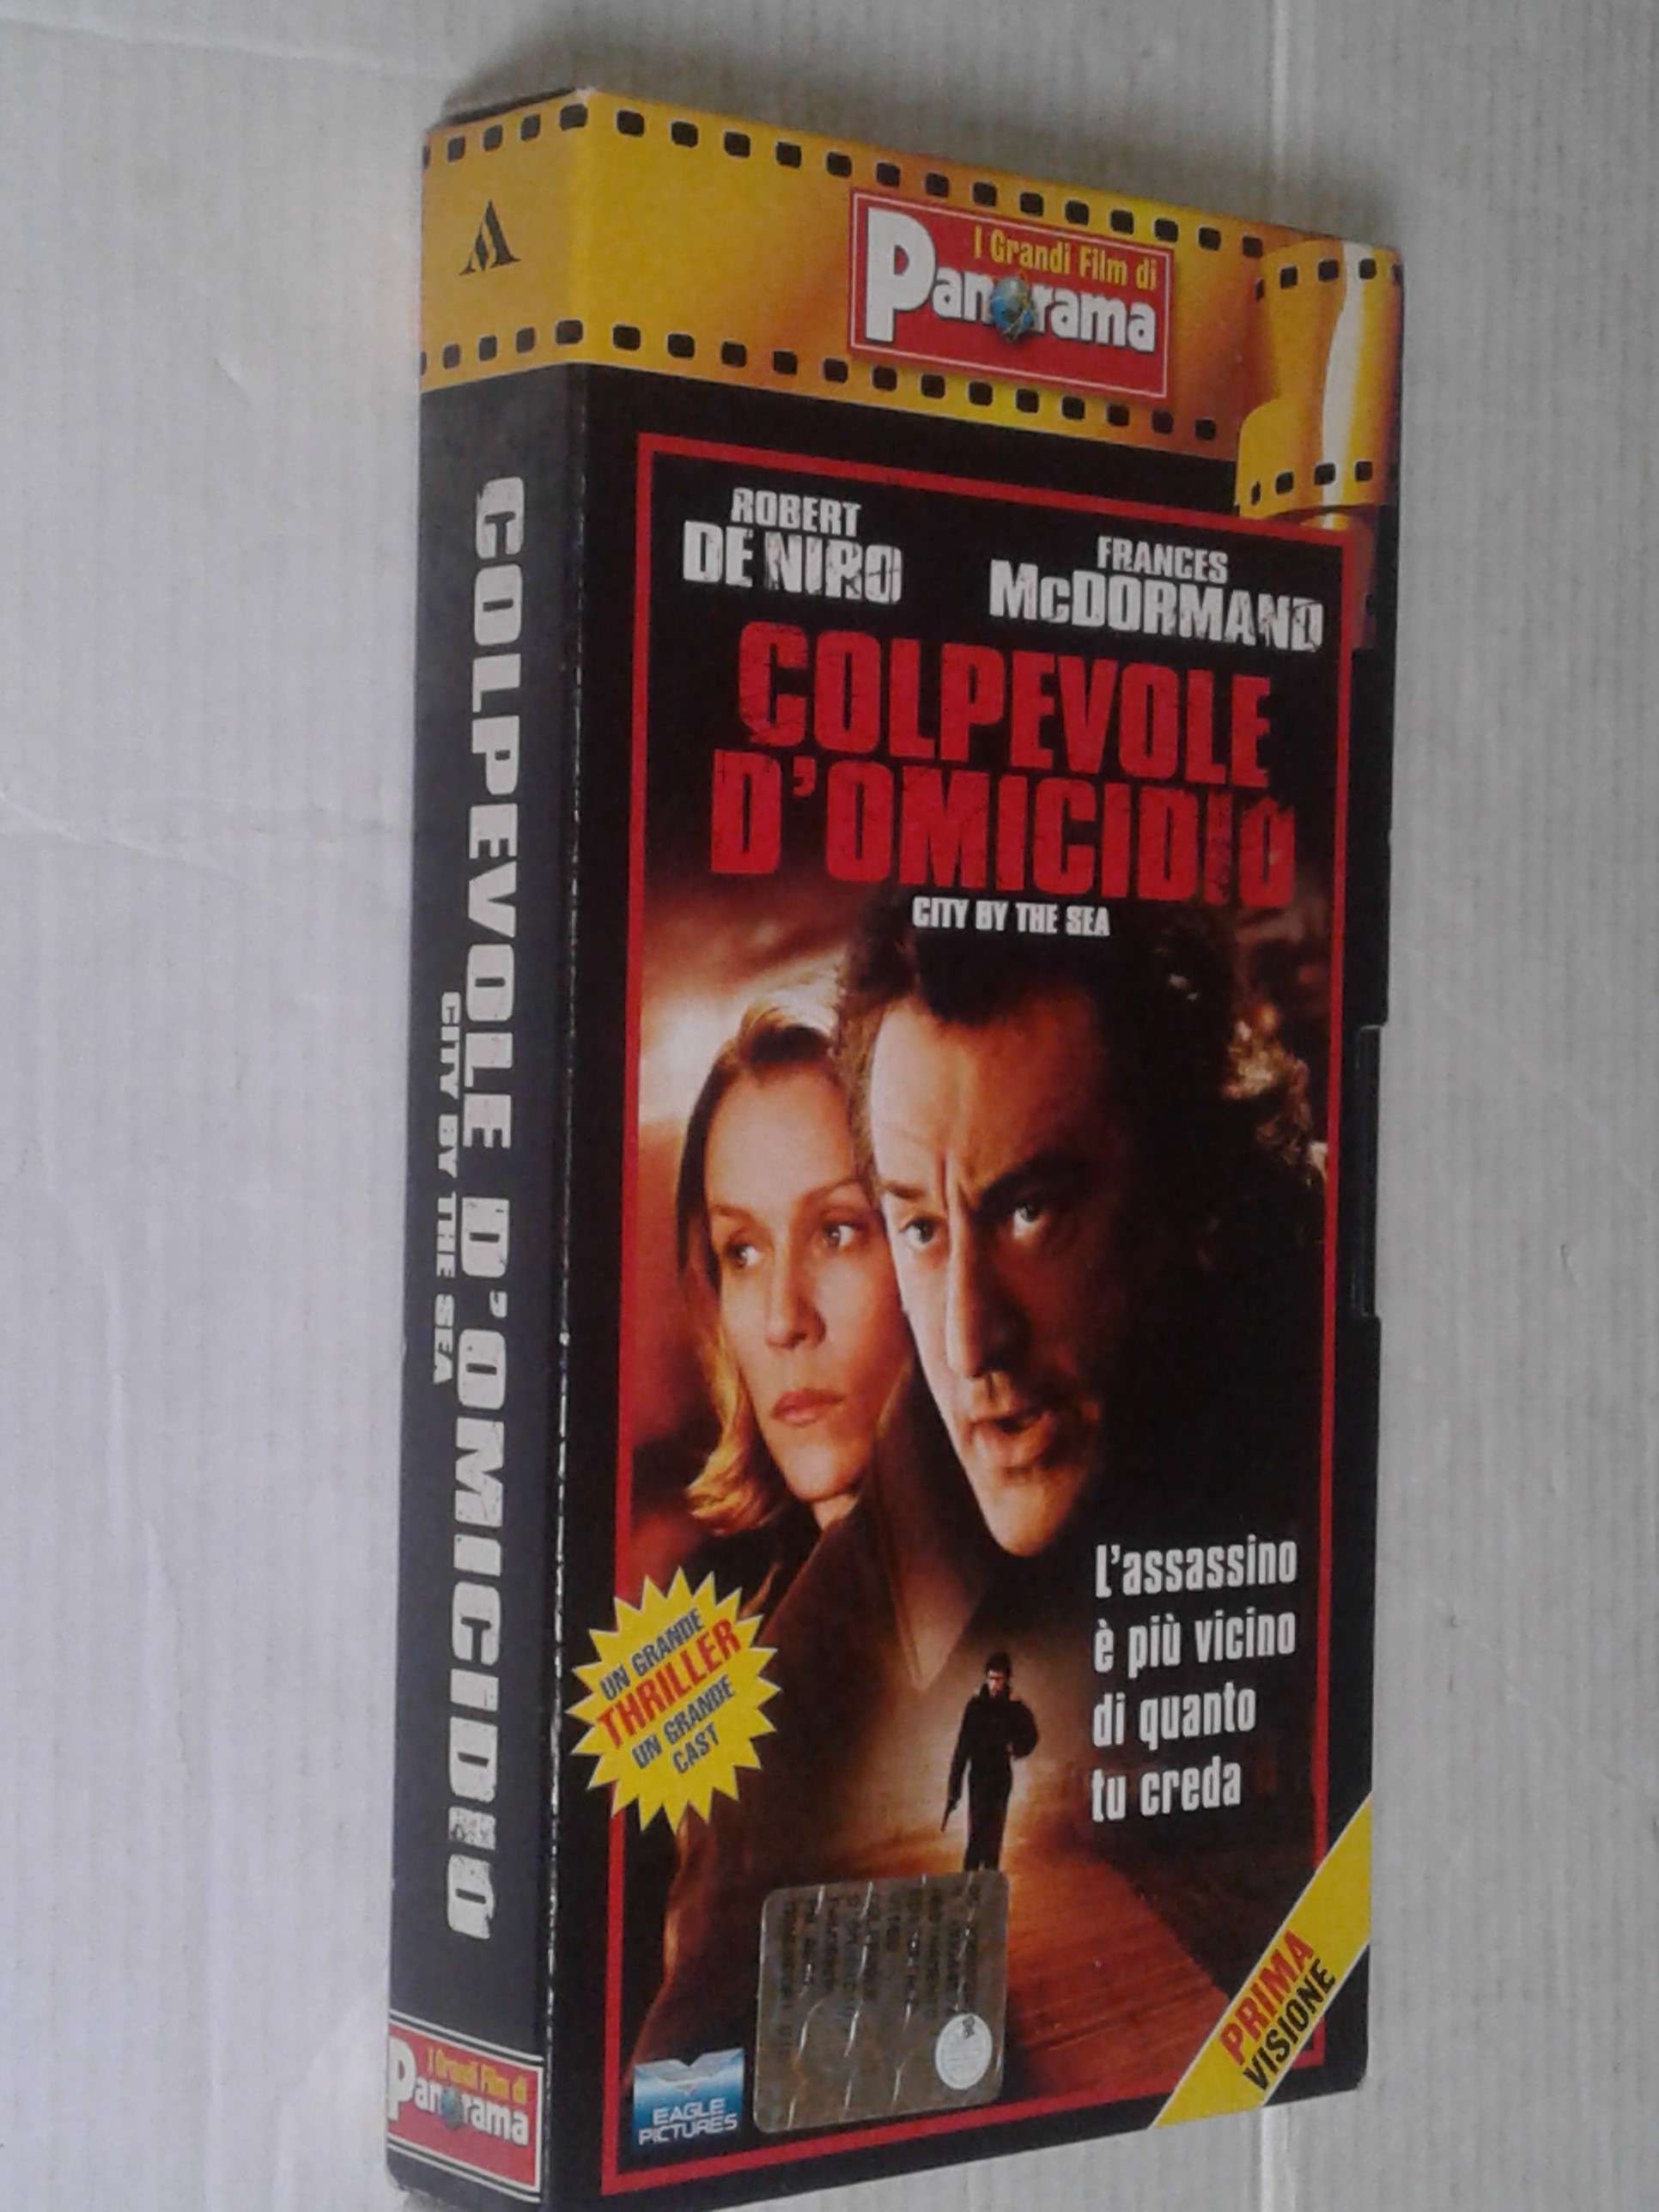 I Grandi Film di
Panorama
ROBERT
DE NIRO
FRANCES
McDORMAND
COLPEVOLE
D'OMICIDIO
CITY BY THE SEA
L'assassino
è più vicino
di quanto
tu creda
UN GRANDE
THRILLER
UN GRANDE
CAST
EAGLE
PICTURES
PRIMA
VISIONE
COLPEVOLE D'OMICIDIO
CITY BY THE SEA
I Grandi Film di
Panorama